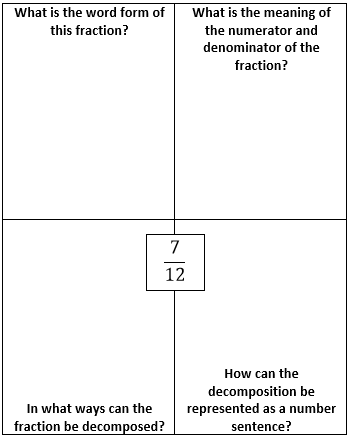 What is the word form of
this fraction?
What is the meaning of
the numerator and
denominator of the
fraction?
7
12
In what ways can the
fraction be decomposed?
How can the
decomposition be
represented as a number
sentence?